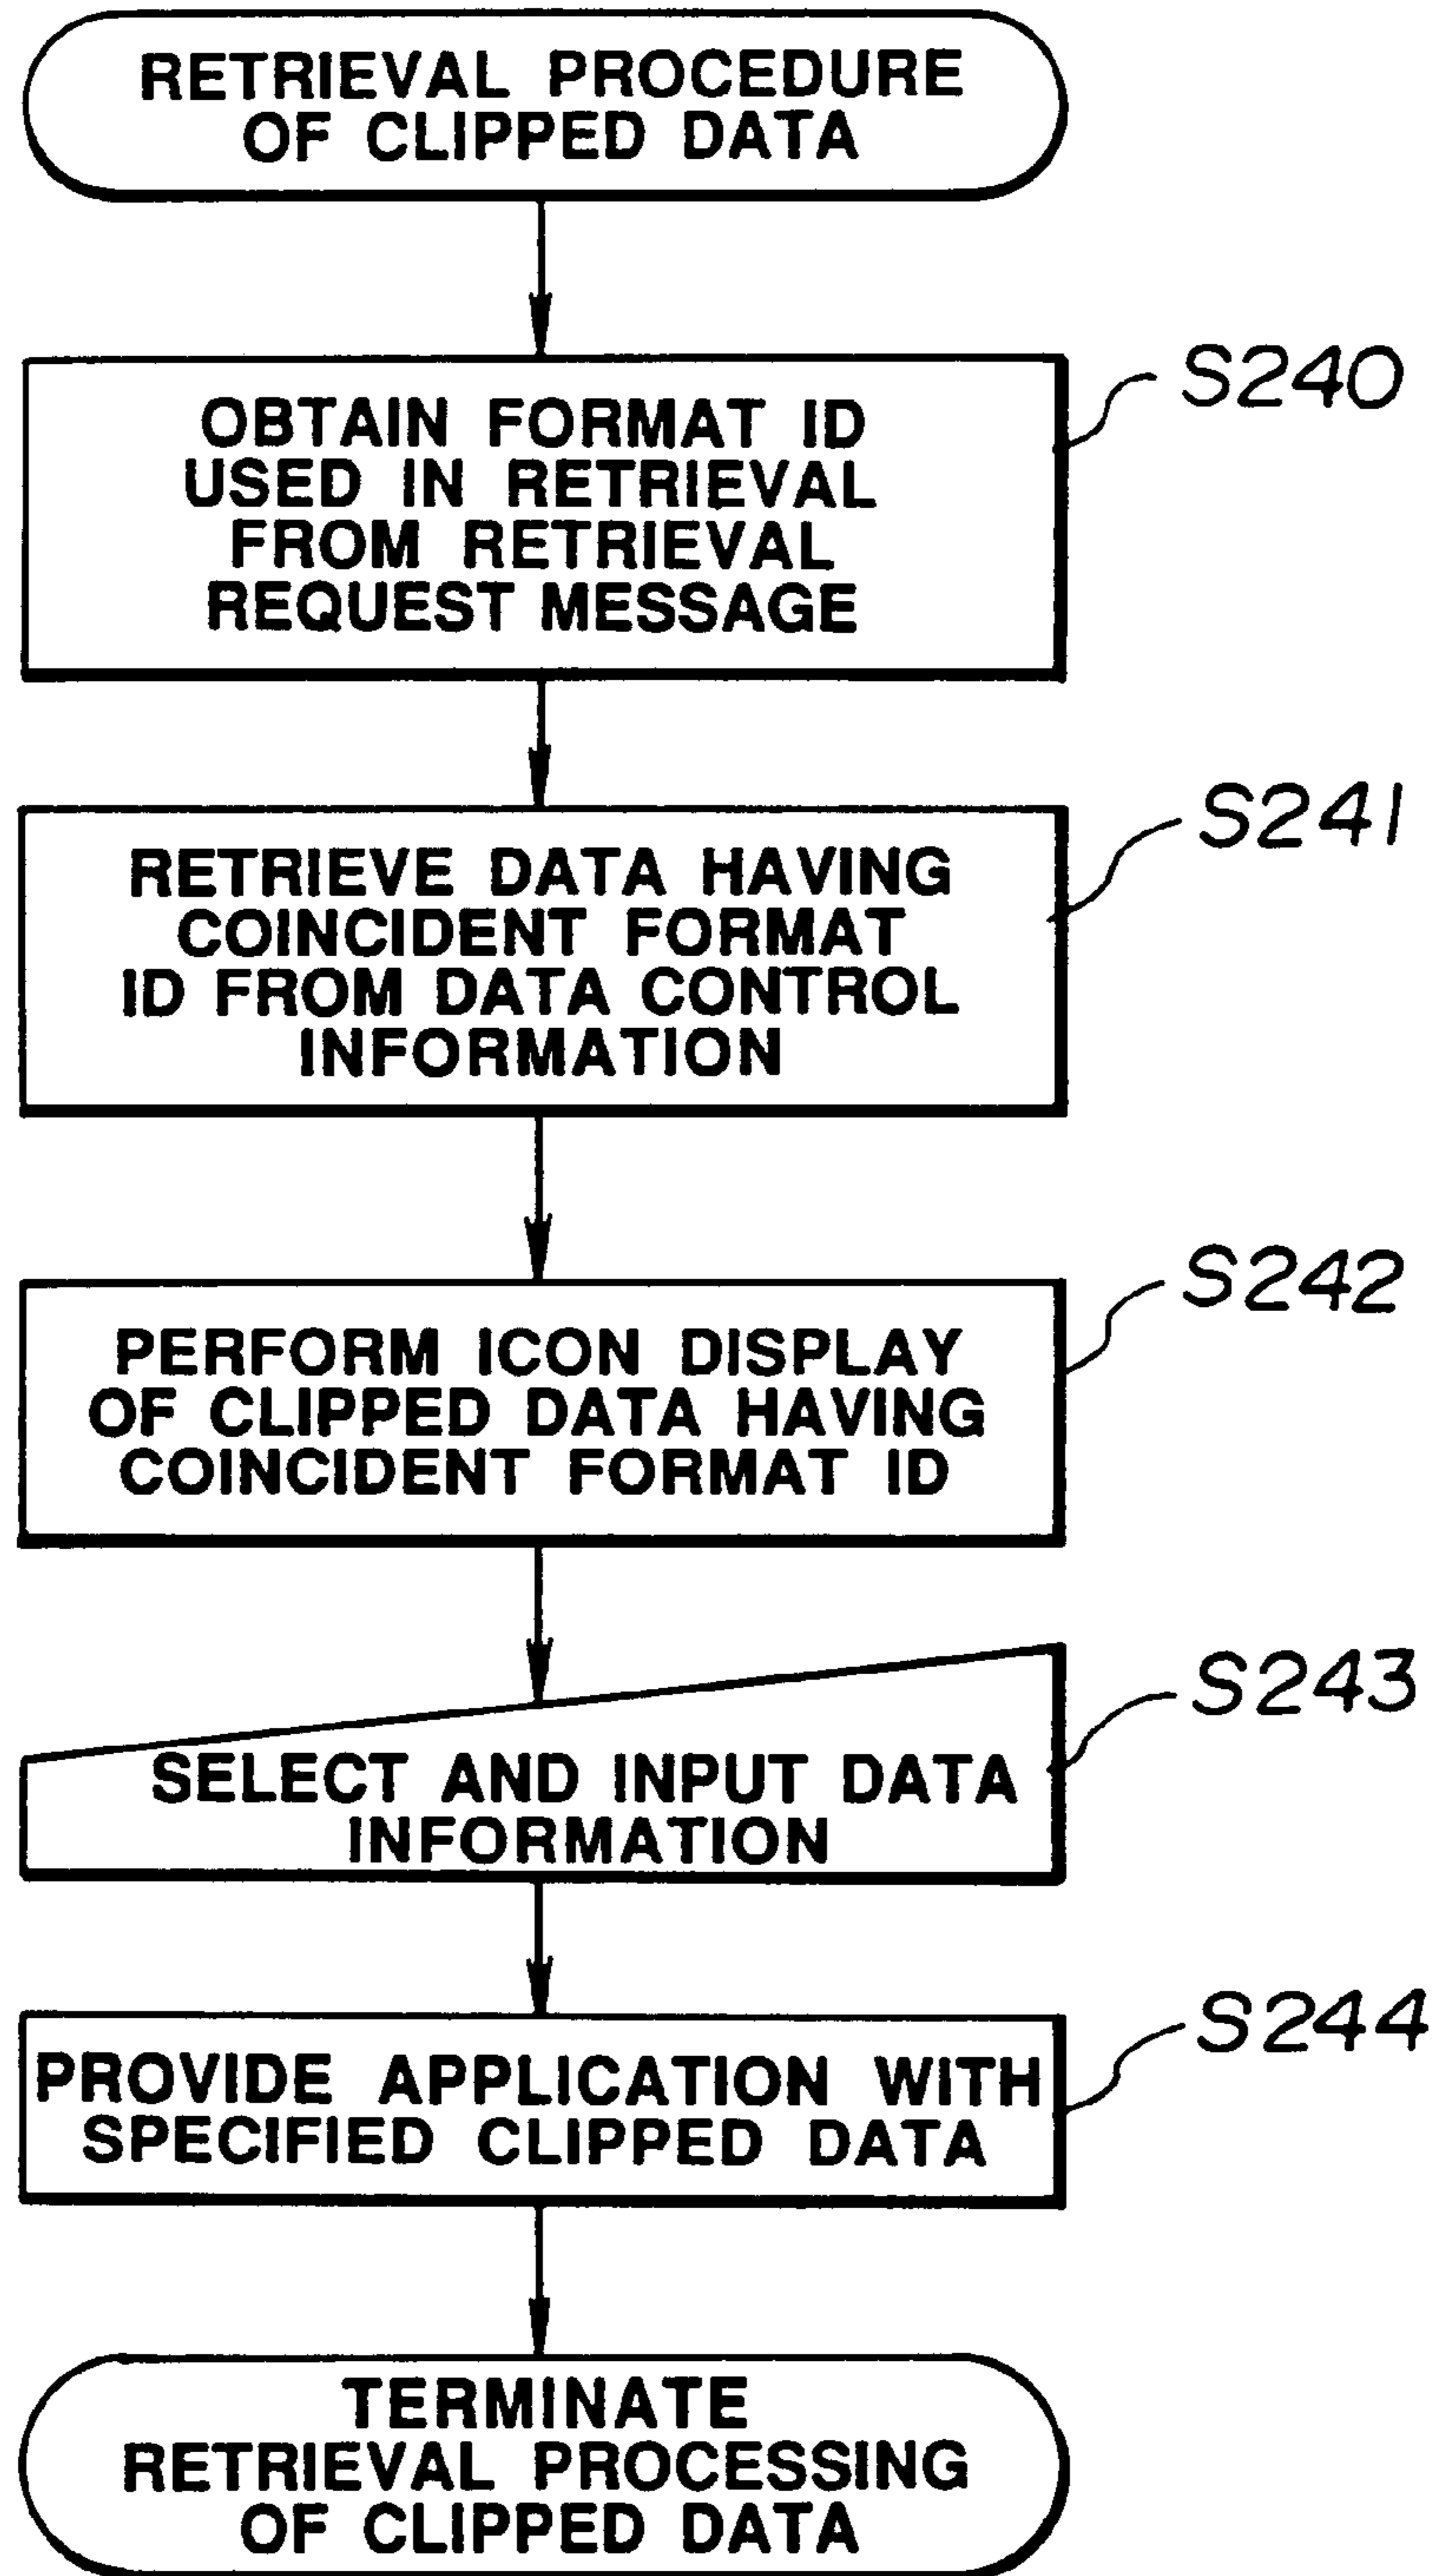 RETRIEVAL PROCEDURE
OF CLIPPED DATA
S240
OBTAIN FORMAT ID
USED IN RETRIEVAL
FROM RETRIEVAL
REQUEST MESSAGE
S241
RETRIEVE DATA HAVING
COINCIDENT FORMAT
ID FROM DATA CONTROL
INFORMATION
S242
PERFORM ICON DISPLAY
OF CLIPPED DATA HAVING
COINCIDENT FORMAT ID
S243
SELECT AND INPUT DATA
INFORMATION
S244
PROVIDE APPLICATION WITH
SPECIFIED CLIPPED DATA
TERMINATE
RETRIEVAL PROCESSING
OF CLIPPED DATA